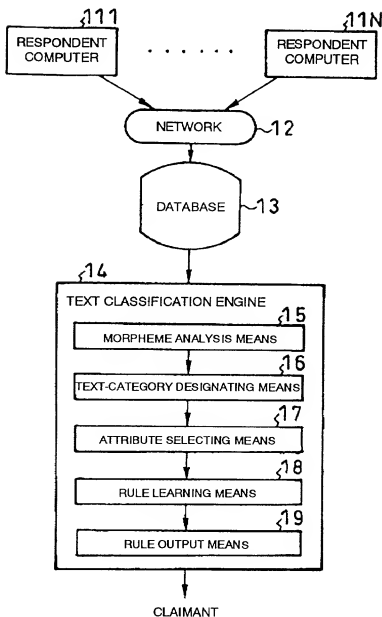 111
11N
RESPONDENT
COMPUTER
. . . . . .
RESPONDENT
COMPUTER
NETWORK
12
DATABASE
13
14
TEXT CLASSIFICATION ENGINE
15
MORPHEME ANALYSIS MEANS
16
TEXT-CATEGORY DESIGNATING MEANS
17
ATTRIBUTE SELECTING MEANS
18
RULE LEARNING MEANS
19
RULE OUTPUT MEANS
CLAIMANT